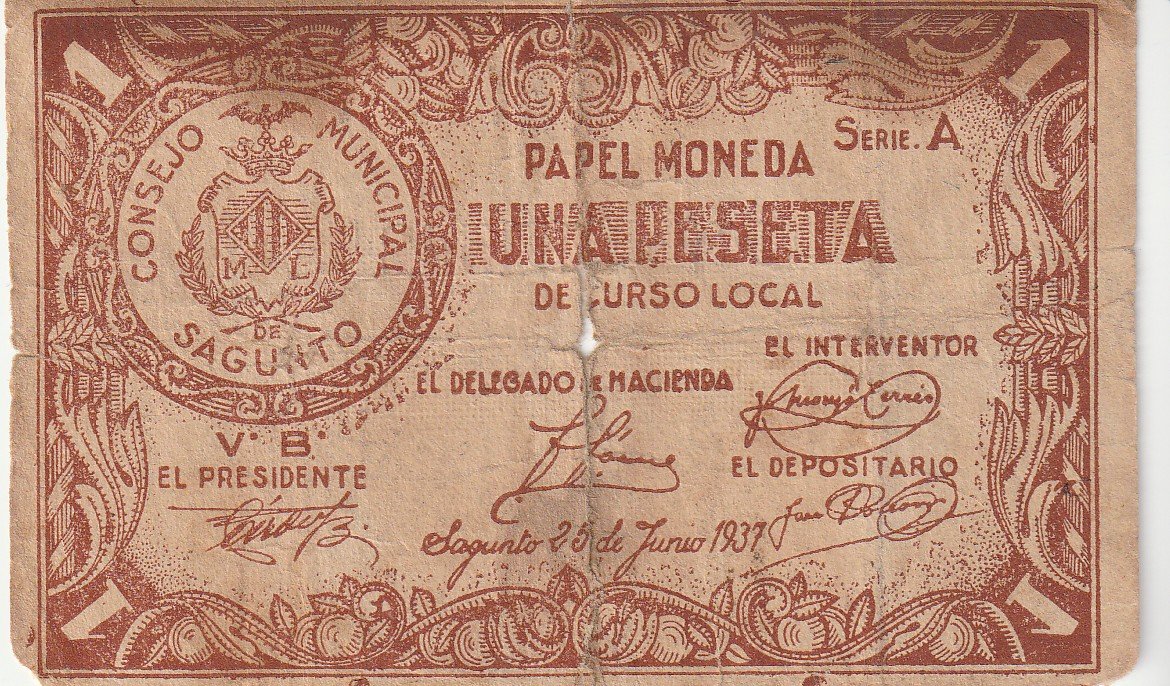 1
1
CONSEJO MUNICIPAL
DE
SAGUNTO
M L
SERIE. A
PAPEL MONEDA
UNA PESETA
DE CURSO LOCAL
EL INTERVENTOR
EL DELEGADO DE HACIENDA
V.º B.º
EL PRESIDENTE
EL DEPOSITARIO
Sagunto 25 de Junio 1937
1
1